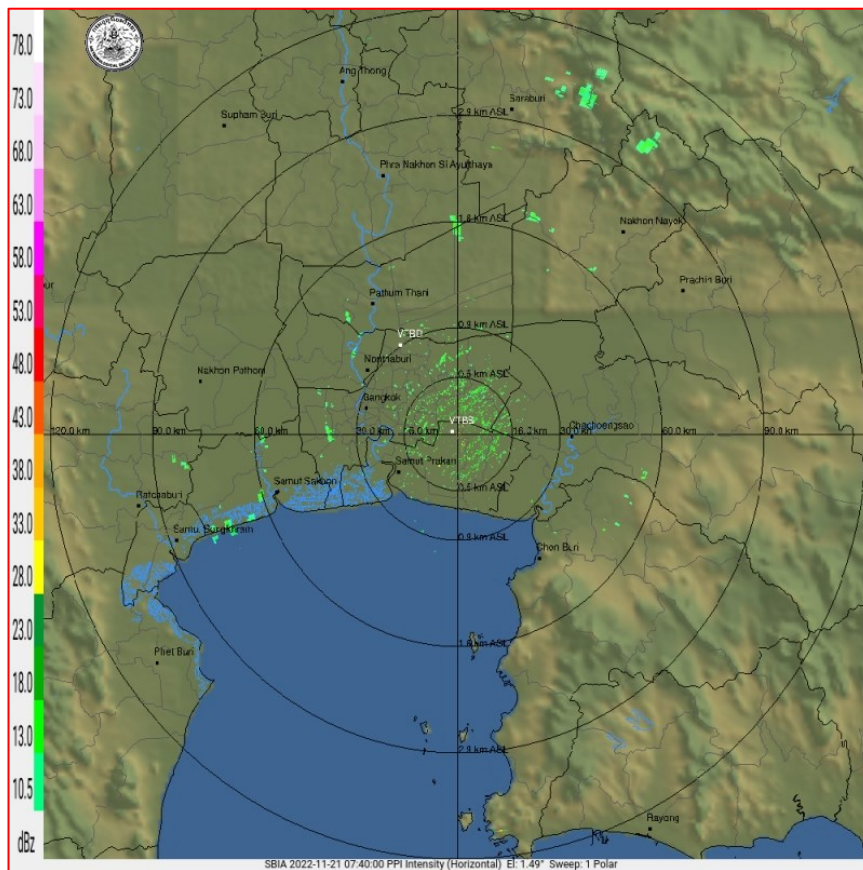 78.0
73.0
68.0
63.0
58.0
53.0
48.0
43.0
38.0
33.0
28.0
23.0
18.0
13.0
10.5
dBz
Ang Thong
Saraburi
2.9 km ASL
Supham Buri
Phra Nakhon Si Ayutthaya
1.8 km ASL
Nakhon Nayok
Prachin Buri
Pathum Thani
0.9 km ASL
VTBD
Nonthaburi
Nakhon Pathom
0.5 km ASL
Bangkok
VTBS
120.0 km
90.0 km
60.0 km
30.0 km
16.2 km
30.0 km
60.0 km
90.0 km
Chachoengsao
Samut Prakan
Samut Sakhon
0.5 km ASL
Ratchaburi
Samut Songkhram
0.9 km ASL
Chon Buri
1.8 km ASL
Phet Buri
2.9 km ASL
Rayong
SBIA 2022-11-21 07:40:00 PPI Intensity (Horizontal) El: 1.49° Sweep: 1 Polar